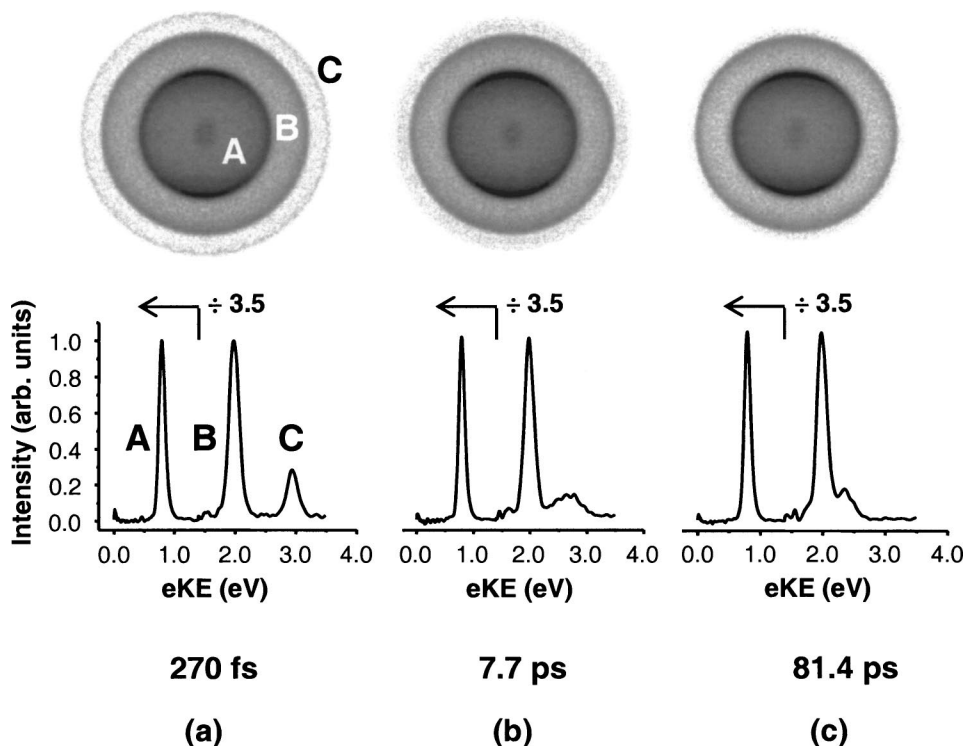 A B C
÷ 3.5 ÷ 3.5 ÷ 3.5
Intensity (arb. units)
1.0
0.8
0.6
0.4
0.2
0.0
A B C
0.0 1.0 2.0 3.0 4.0 0.0 1.0 2.0 3.0 4.0 0.0 1.0 2.0 3.0 4.0
eKE (eV) eKE (eV) eKE (eV)
270 fs 7.7 ps 81.4 ps
(a) (b) (c)